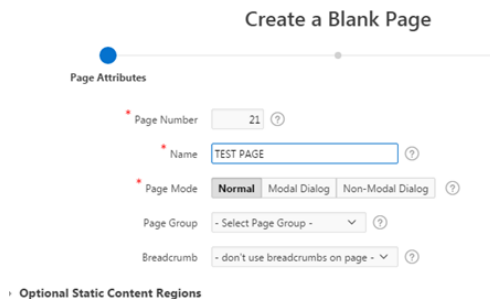 Create a Blank Page
Page Attributes
* Page Number 21 ?
* Name TEST PAGE ?
* Page Mode Normal Modal Dialog Non-Modal Dialog ?
Page Group - Select Page Group - ?
Breadcrumb - don't use breadcrumbs on page - ?
Optional Static Content Regions